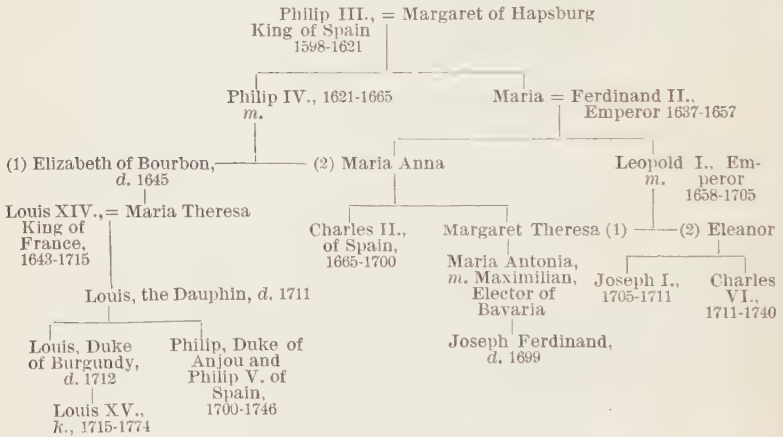 Philip III., = Margaret of Hapsburg
King of Spain
1598-1621
Philip IV., 1621-1665
m.
Maria = Ferdinand II.,
Emperor 1637-1657
(1) Elizabeth of Bourbon,
d. 1645
(2) Maria Anna
Leopold I., Em-
m. peror
1658-1705
Louis XIV., = Maria Theresa
King of
France,
1643-1715
Charles II.,
of Spain,
1665-1700
Margaret Theresa (1)
(2) Eleanor
Maria Antonia,
m. Maximilian,
Elector of
Bavaria
Joseph I.,
1705-1711
Charles
VI.,
1711-1740
Louis, the Dauphin, d. 1711
Louis, Duke
of Burgundy,
d. 1712
Philip, Duke of
Anjou and
Philip V. of
Spain,
1700-1746
Joseph Ferdinand,
d. 1699
Louis XV.,
k., 1715-1774